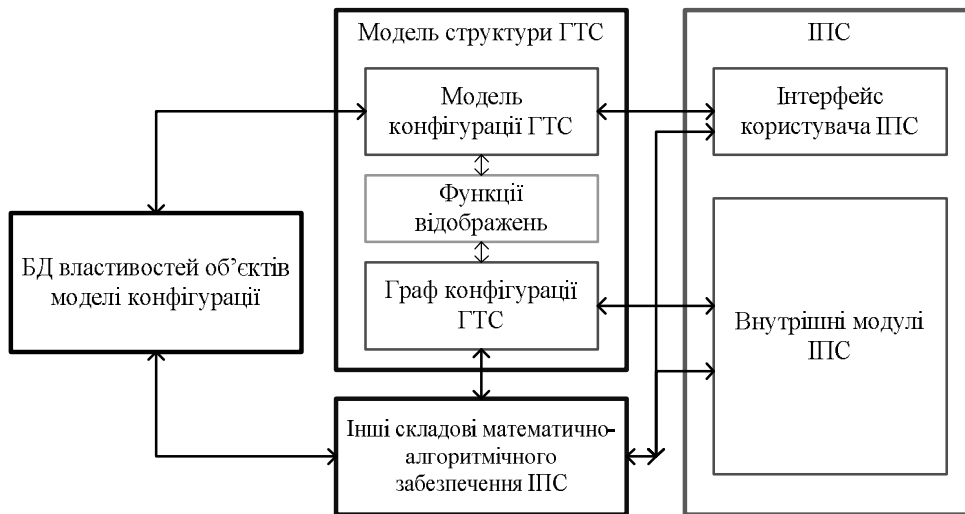 Модель структури ГТС
ІПС
Модель
конфігурації ГТС
Інтерфейс
користувача ІПС
Функції
відображень
БД властивостей об’єктів
моделі конфігурації
Граф конфігурації
ГТС
Внутрішні модулі
ІПС
Інші складові математично-
алгоритмічного
забезпечення ІПС